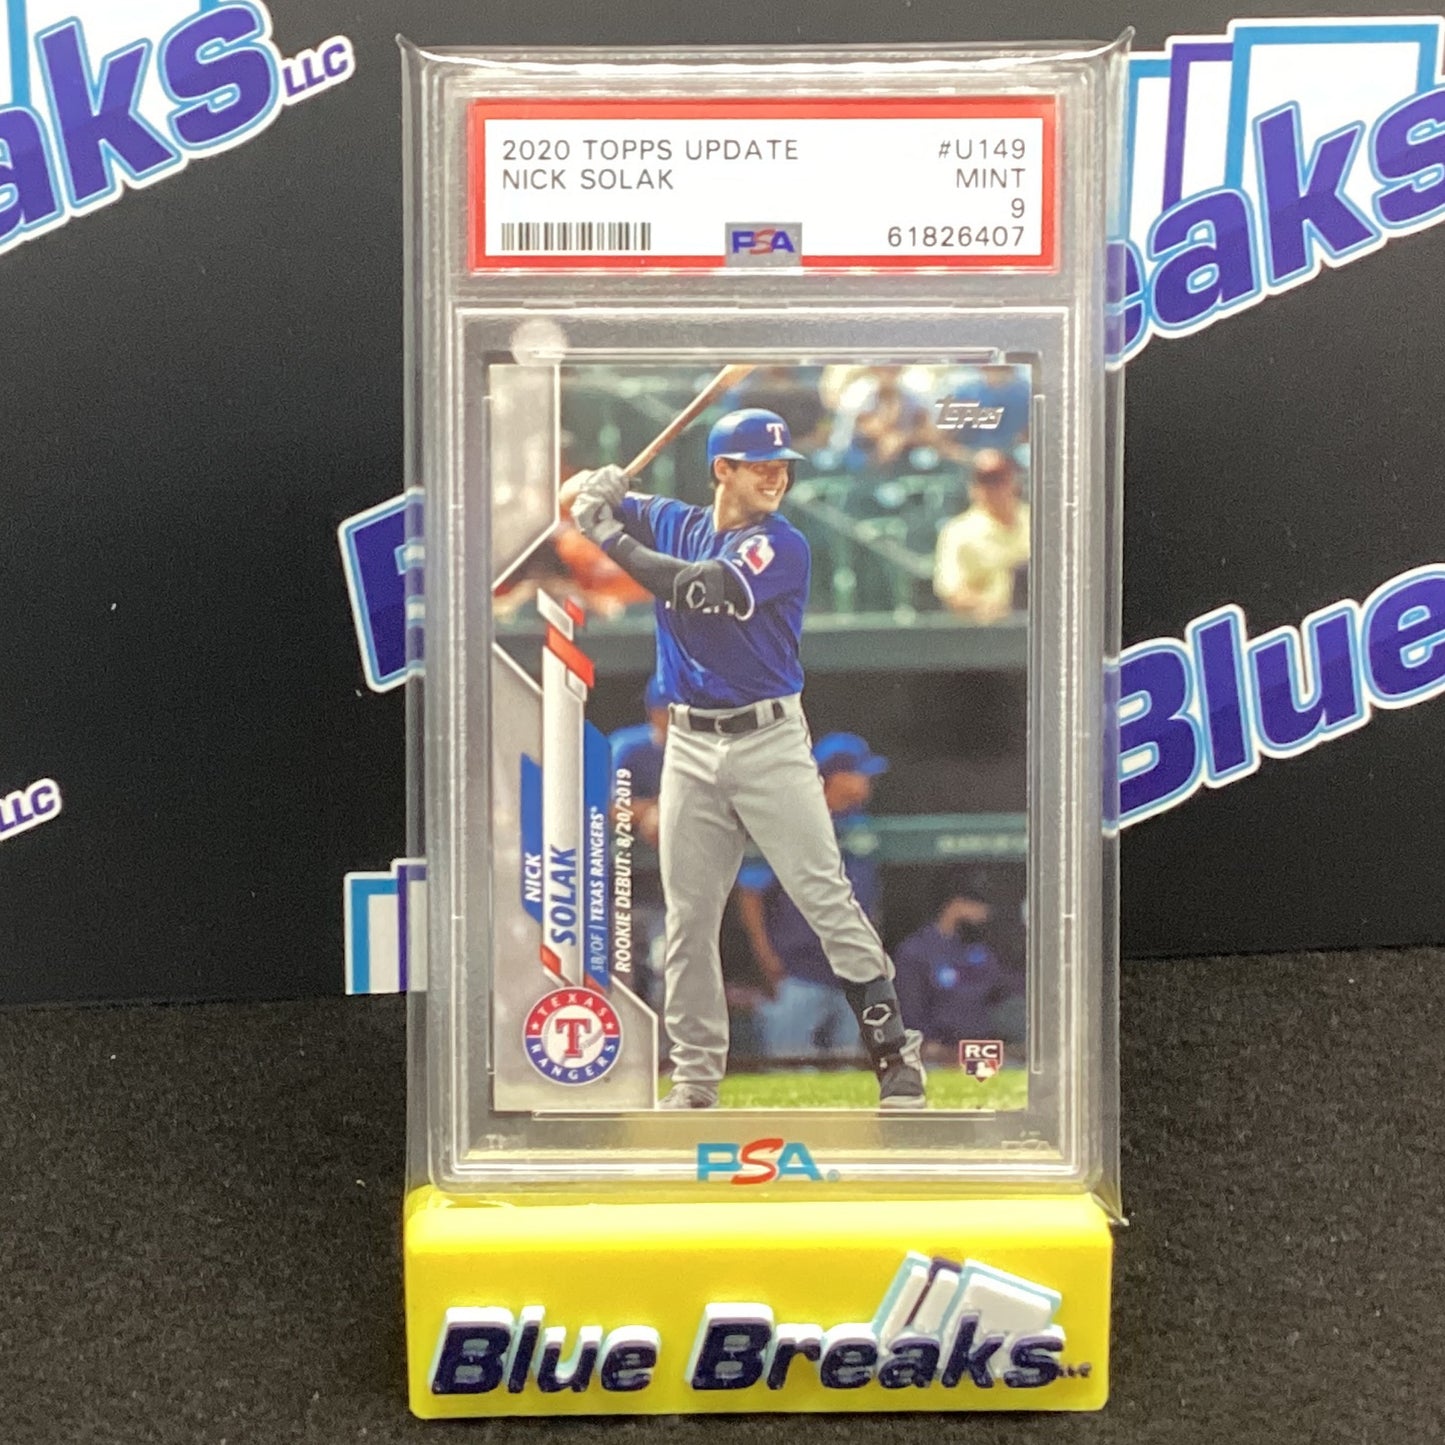 eaks LLC
eaks
2020 TOPPS UPDATE #U149
NICK SOLAK MINT
9
PSA 61826407
TOPPS
T
NICK
SOLAK
3B/OF | TEXAS RANGERS
ROOKIE DEBUT: 8/20/2019
TEXAS
T
RANGERS
RC
B
Blue
LLC
PSA
Blue Breaks LLC